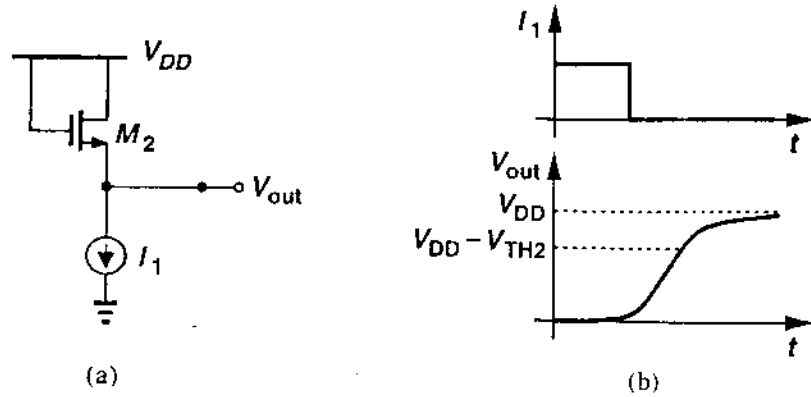 V_DD
M_2
V_out
I_1
(a)
I_1
t
V_out
V_DD
V_DD – V_TH2
t
(b)